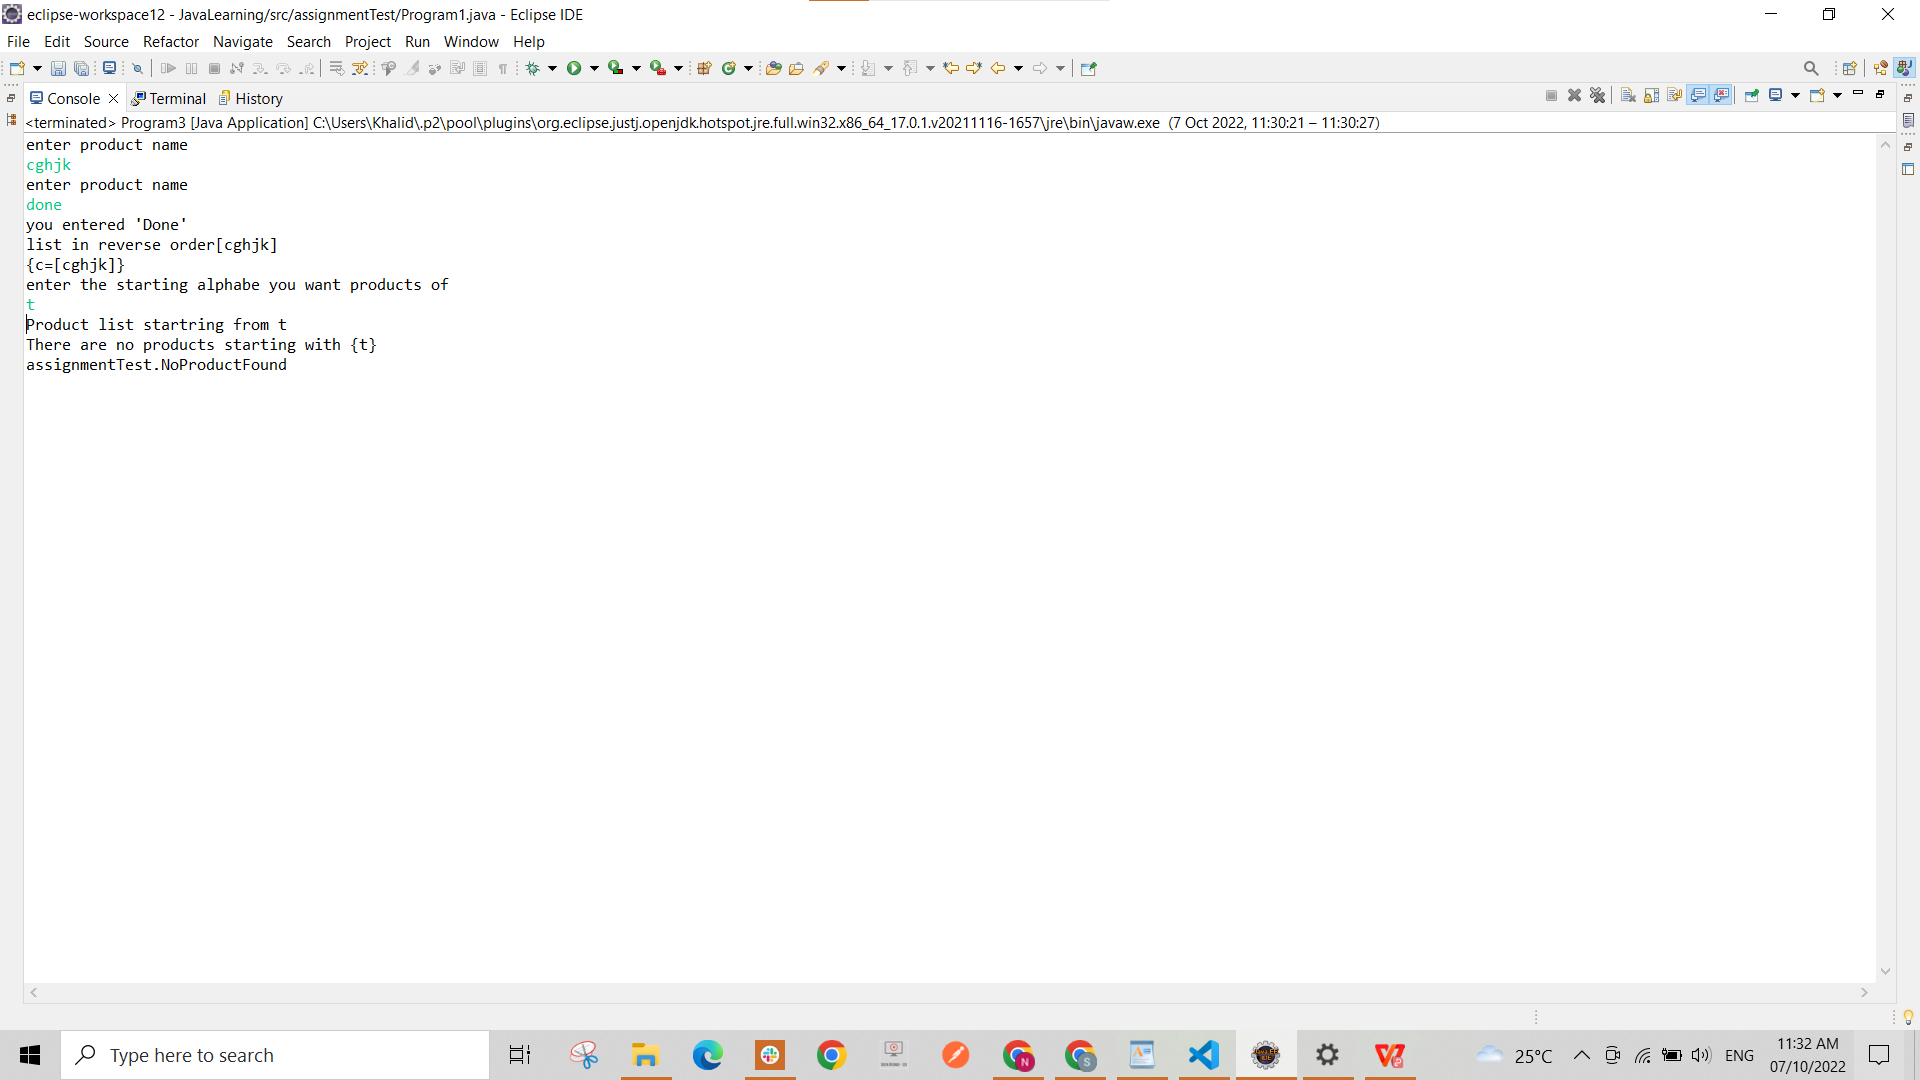 eclipse-workspace12 - JavaLearning/src/assignmentTest/Program1.java - Eclipse IDE
File Edit Source Refactor Navigate Search Project Run Window Help
Console Terminal History
<terminated> Program3 [Java Application] C:\Users\Khalid\.p2\pool\plugins\org.eclipse.justj.openjdk.hotspot.jre.full.win32.x86_64_17.0.1.v20211116-1657\jre\bin\javaw.exe (7 Oct 2022, 11:30:21 – 11:30:27)
enter product name
cghjk
enter product name
done
you entered 'Done'
list in reverse order[cghjk]
{c=[cghjk]}
enter the starting alphabe you want products of
t
Product list startring from t
There are no products starting with {t}
assignmentTest.NoProductFound
Type here to search
25°C
ENG
11:32 AM
07/10/2022